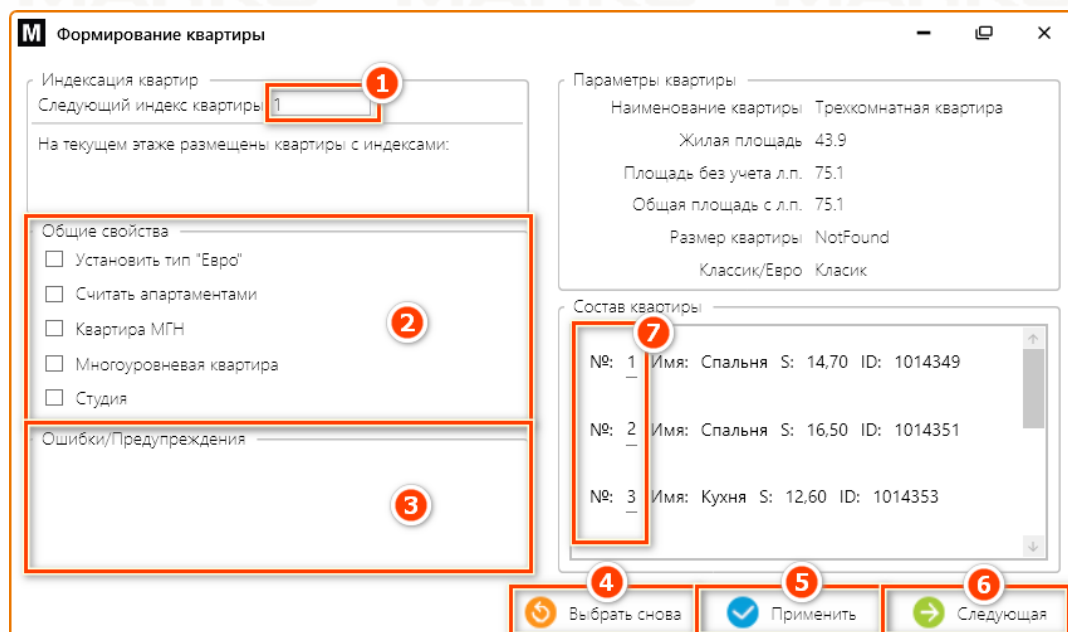 M Формирование квартиры
Индексация квартир
1
Следующий индекс квартиры 1
На текущем этаже размещены квартиры с индексами:
Общие свойства
Установить тип "Евро"
Считать апартаментами
2
Квартира МГН
Многоуровневая квартира
Студия
Ошибки/Предупреждения
3
Параметры квартиры
Наименование квартиры Трехкомнатная квартира
Жилая площадь 43.9
Площадь без учета л.п. 75.1
Общая площадь с л.п. 75.1
Размер квартиры NotFound
Классик/Евро Класик
Состав квартиры
7
№: 1 Имя: Спальня S: 14,70 ID: 1014349
№: 2 Имя: Спальня S: 16,50 ID: 1014351
№: 3 Имя: Кухня S: 12,60 ID: 1014353
4 5 6
Выбрать снова Применить Следующая